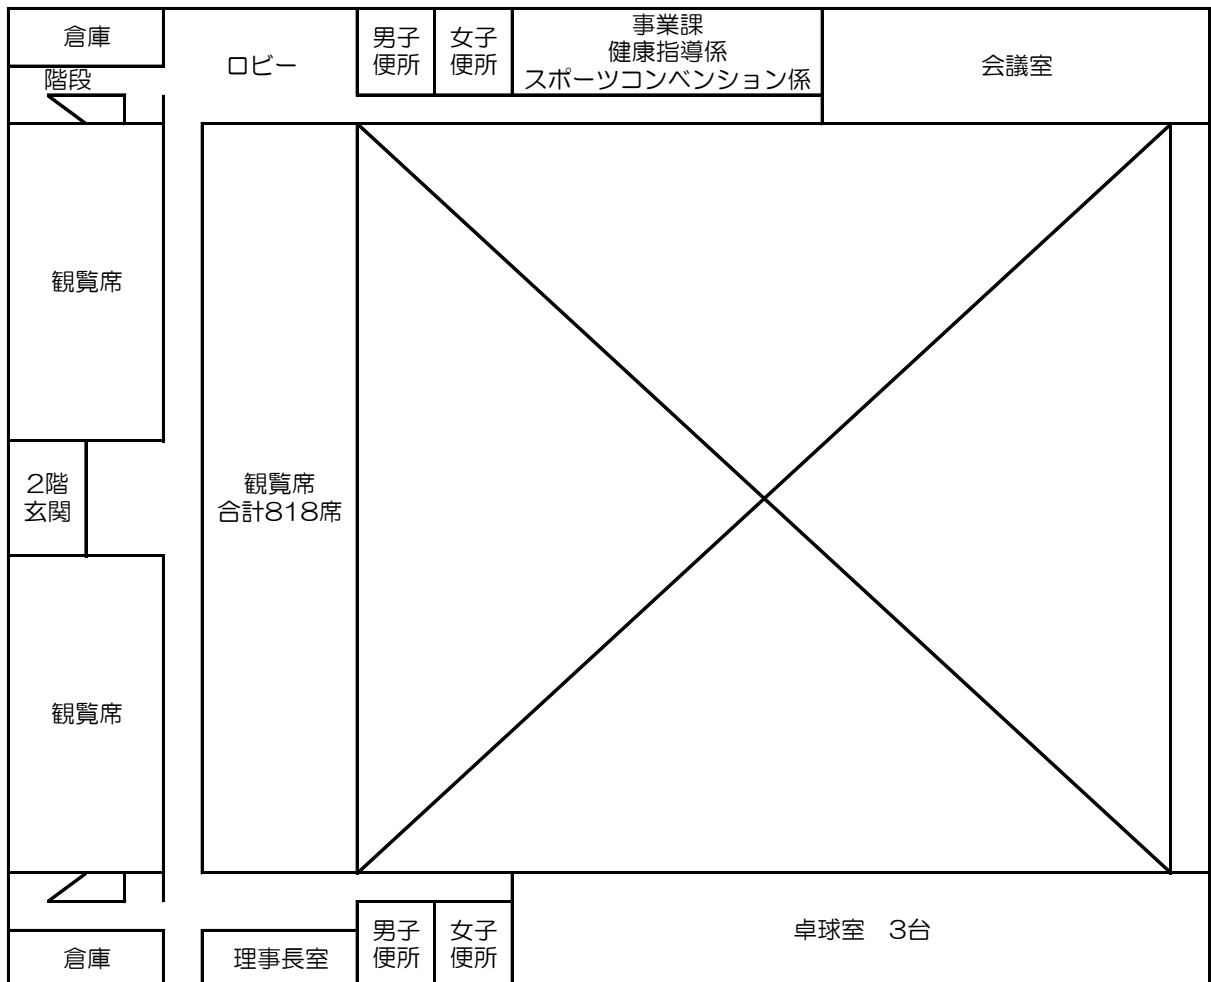 倉庫
階段
ロビー
男子
便所
女子
便所
事業課
健康指導係
スポーツコンベンション係
会議室
観覧席
2階
玄関
観覧席
合計818席
観覧席
倉庫
理事長室
男子
便所
女子
便所
卓球室　3台